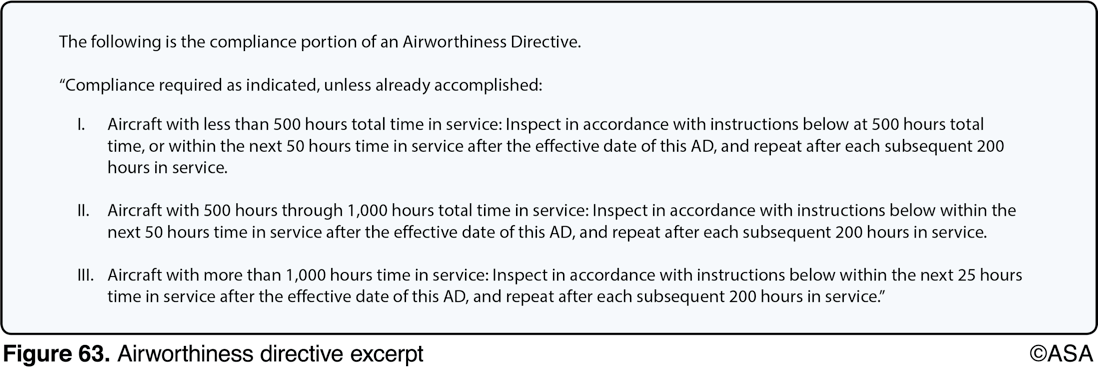 The following is the compliance portion of an Airworthiness Directive.
“Compliance required as indicated, unless already accomplished:
I. Aircraft with less than 500 hours total time in service: Inspect in accordance with instructions below at 500 hours total
time, or within the next 50 hours time in service after the effective date of this AD, and repeat after each subsequent 200
hours in service.
II. Aircraft with 500 hours through 1,000 hours total time in service: Inspect in accordance with instructions below within the
next 50 hours time in service after the effective date of this AD, and repeat after each subsequent 200 hours in service.
III. Aircraft with more than 1,000 hours time in service: Inspect in accordance with instructions below within the next 25 hours
time in service after the effective date of this AD, and repeat after each subsequent 200 hours in service.”
Figure 63. Airworthiness directive excerpt ©ASA